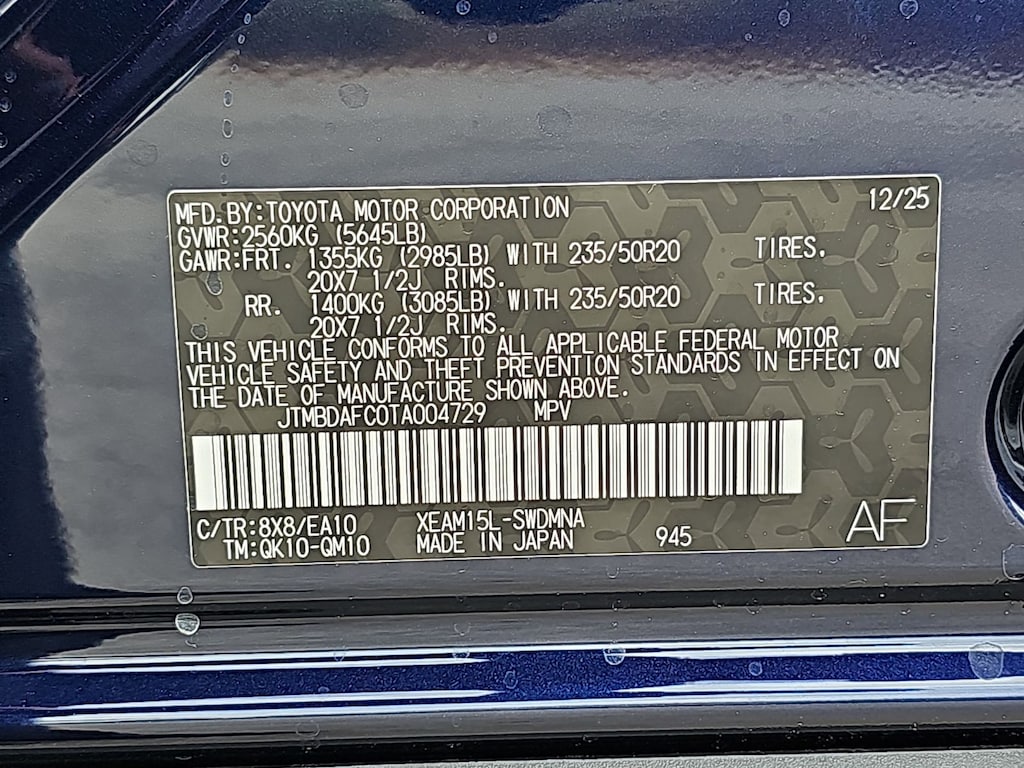 MFD.BY:TOYOTA MOTOR CORPORATION 12/25
GVWR:2560KG (5645LB)
GAWR:FRT. 1355KG (2985LB) WITH 235/50R20 TIRES.
20X7 1/2J RIMS.
RR. 1400KG (3085LB) WITH 235/50R20 TIRES.
20X7 1/2J RIMS.
THIS VEHICLE CONFORMS TO ALL APPLICABLE FEDERAL MOTOR
VEHICLE SAFETY AND THEFT PREVENTION STANDARDS IN EFFECT ON
THE DATE OF MANUFACTURE SHOWN ABOVE.
JTMBDAFC0TA004729 MPV
C/TR:8X8/EA10 XEAM15L-SWDMNA
TM:QK10-QM10 MADE IN JAPAN 945 AF